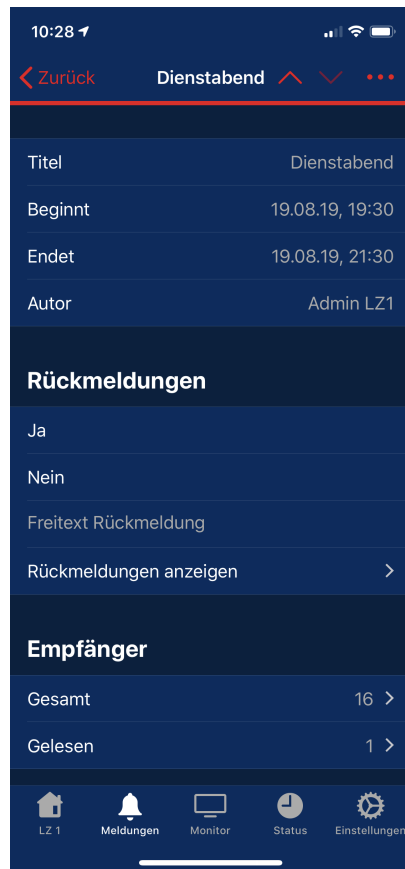 10:28
Zurück Dienstabend
Titel Dienstabend
Beginnt 19.08.19, 19:30
Endet 19.08.19, 21:30
Autor Admin LZ1
Rückmeldungen
Ja
Nein
Freitext Rückmeldung
Rückmeldungen anzeigen
Empfänger
Gesamt 16
Gelesen 1
LZ 1 Meldungen Monitor Status Einstellungen